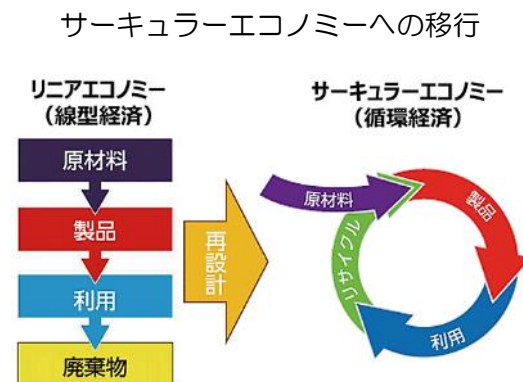 サーキュラーエコノミーへの移行
リニアエコノミー
（線型経済）
原材料
製品
利用
廃棄物
再設計
サーキュラーエコノミー
（循環経済）
原材料
製品
利用
リサイクル